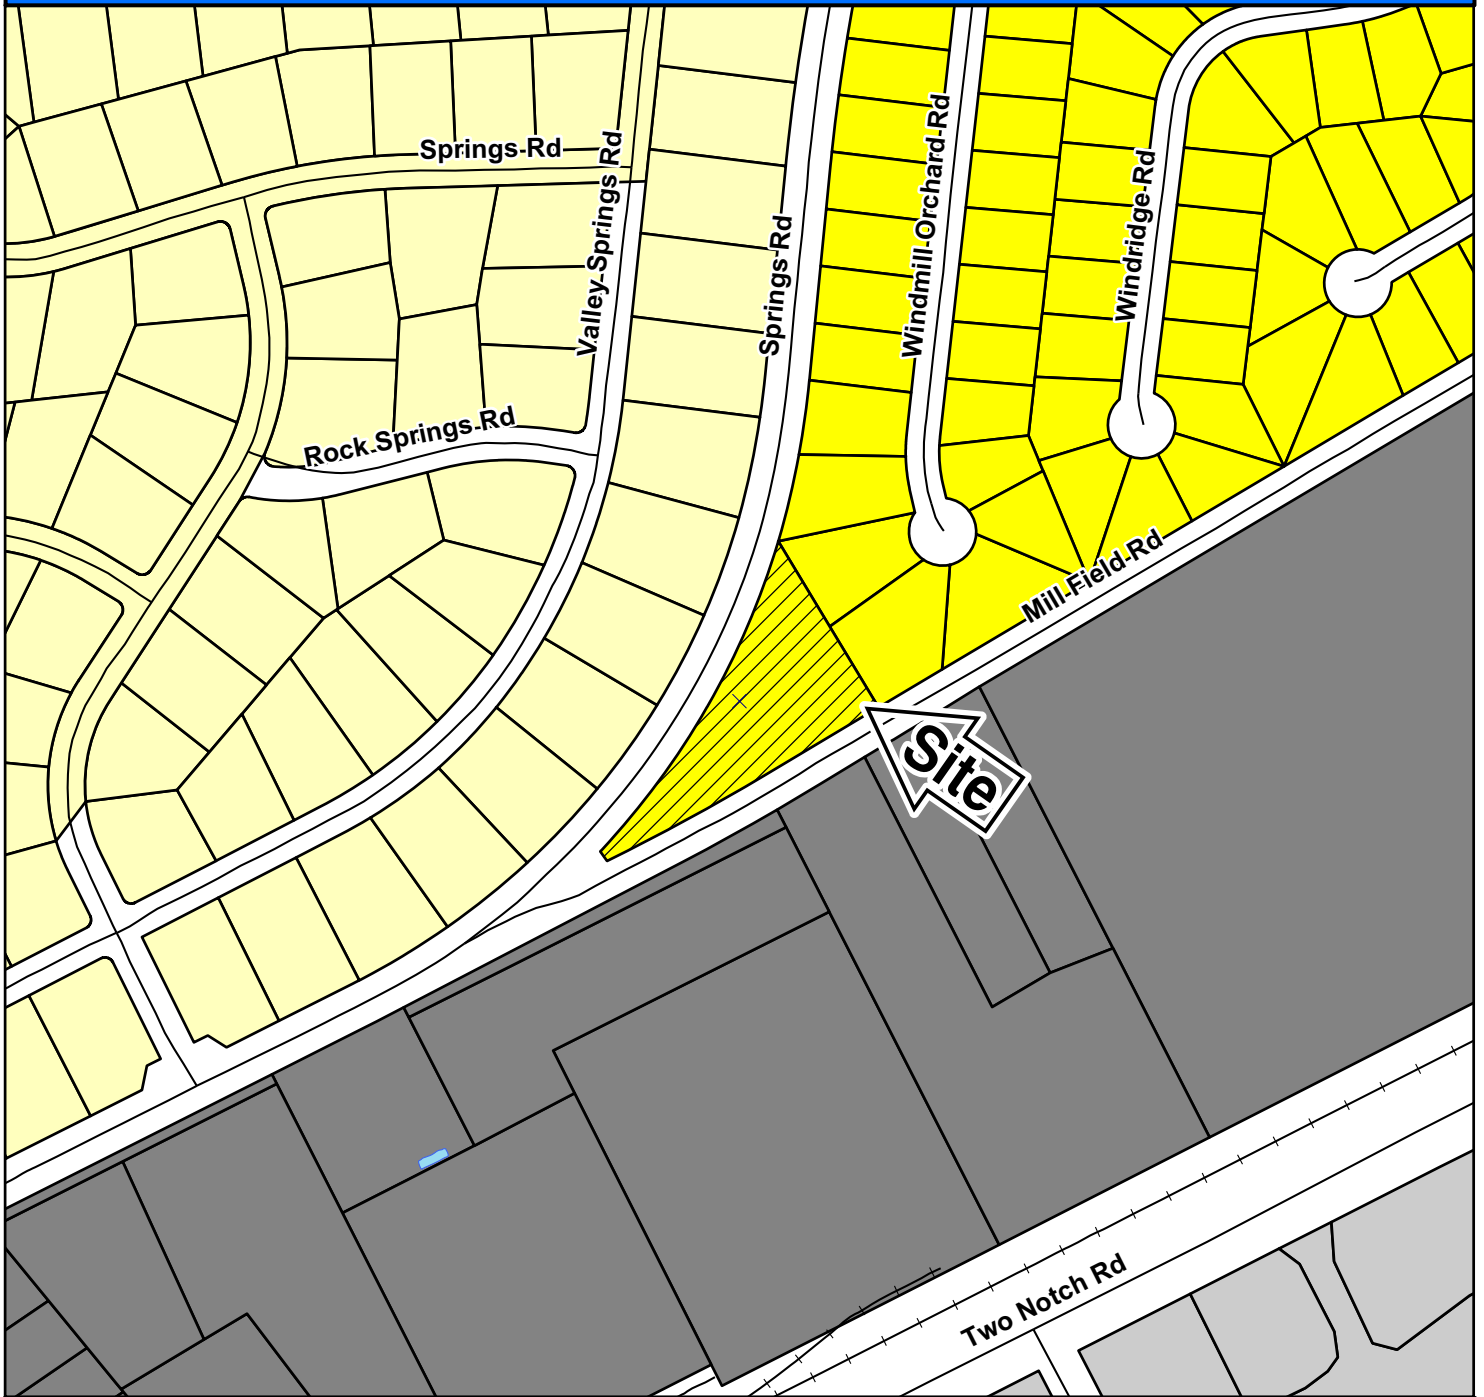 Springs Rd
Valley Springs Rd
Springs Rd
Windmill Orchard Rd
Windridge Rd
Rock Springs Rd
Mill Field Rd
Site
Two Notch Rd